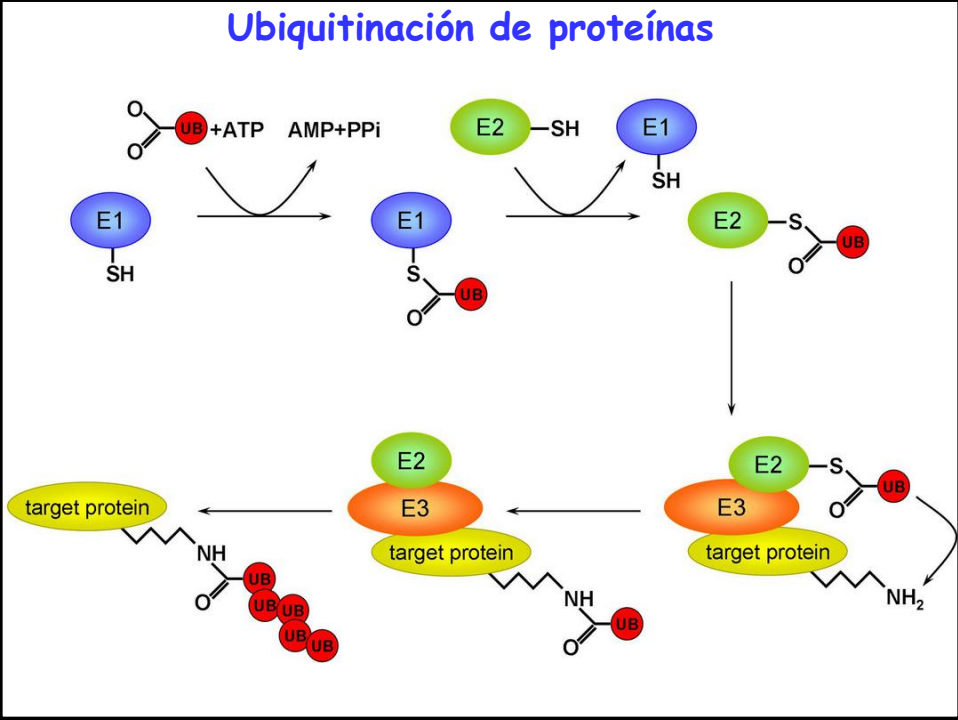 Ubiquitinación de proteínas
O
O
UB +ATP AMP+PPi
E2 –SH
E1
SH
E1
SH
E1
S
O
UB
E2 –S
O
UB
E2 –S
O
UB
E3
target protein
NH2
E2
E3
target protein
NH
O
UB
target protein
NH
O
UB
UB
UB
UB
UB